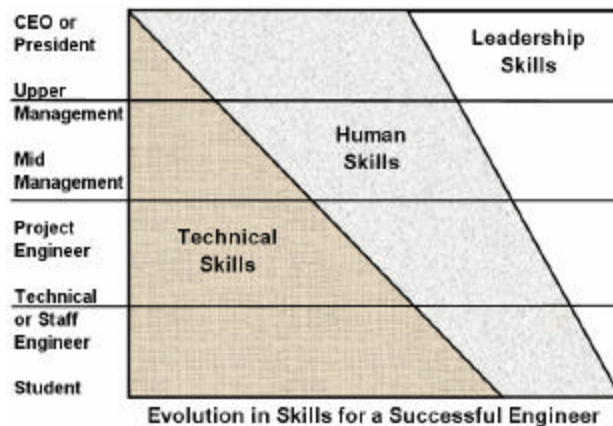 CEO or
President
Upper
Management
Mid
Management
Project
Engineer
Technical
or Staff
Engineer
Student
Leadership
Skills
Human
Skills
Technical
Skills
Evolution in Skills for a Successful Engineer